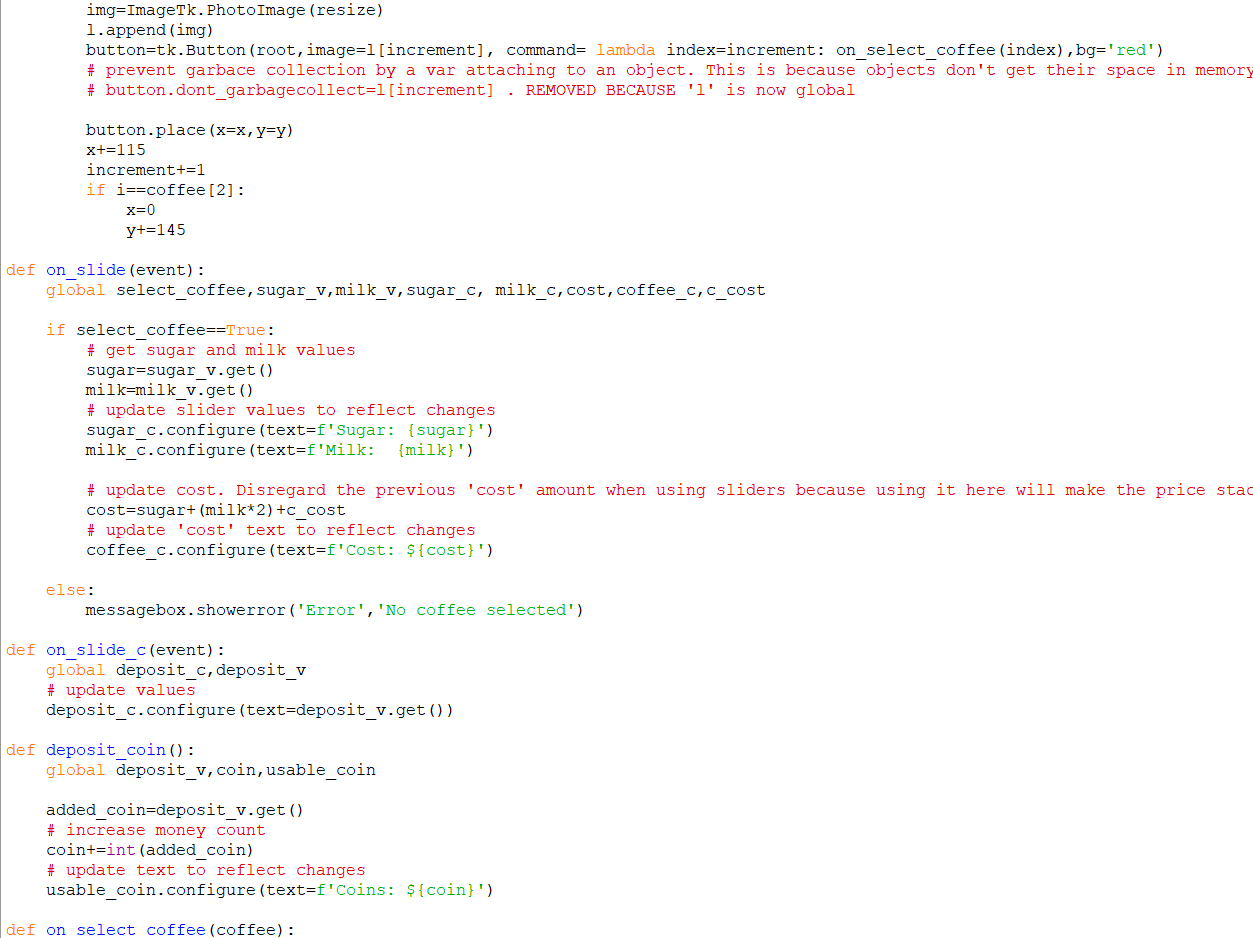 img=ImageTk.PhotoImage(resize)
        l.append(img)
        button=tk.Button(root,image=l[increment], command= lambda index=increment: on_select_coffee(index),bg='red')
        # prevent garbace collection by a var attaching to an object. This is because objects don't get their space in memory
        # button.dont_garbagecollect=l[increment] . REMOVED BECAUSE 'l' is now global

        button.place(x=x,y=y)
        x+=115
        increment+=1
        if i==coffee[2]:
            x=0
            y+=145

def on_slide(event):
    global select_coffee,sugar_v,milk_v,sugar_c, milk_c,cost,coffee_c,c_cost

    if select_coffee==True:
        # get sugar and milk values
        sugar=sugar_v.get()
        milk=milk_v.get()
        # update slider values to reflect changes
        sugar_c.configure(text=f'Sugar: {sugar}')
        milk_c.configure(text=f'Milk:  {milk}')

        # update cost. Disregard the previous 'cost' amount when using sliders because using it here will make the price stac
        cost=sugar+(milk*2)+c_cost
        # update 'cost' text to reflect changes
        coffee_c.configure(text=f'Cost: ${cost}')

    else:
        messagebox.showerror('Error','No coffee selected')

def on_slide_c(event):
    global deposit_c,deposit_v
    # update values
    deposit_c.configure(text=deposit_v.get())

def deposit_coin():
    global deposit_v,coin,usable_coin

    added_coin=deposit_v.get()
    # increase money count
    coin+=int(added_coin)
    # update text to reflect changes
    usable_coin.configure(text=f'Coins: ${coin}')

def on_select_coffee(coffee):